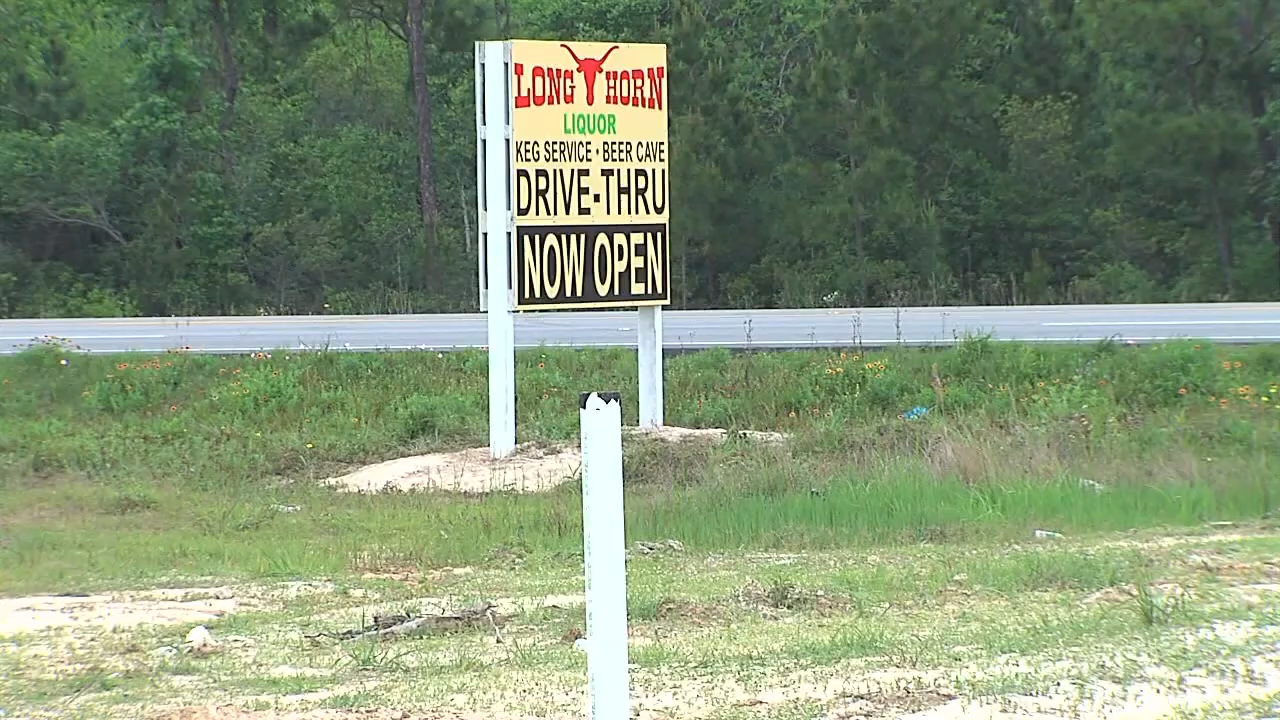 LONG HORN
LIQUOR
KEG SERVICE • BEER CAVE
DRIVE-THRU
NOW OPEN